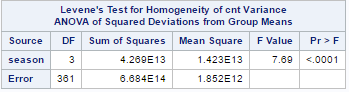 Levene's Test for Homogeneity of cnt Variance
ANOVA of Squared Deviations from Group Means
Source DF Sum of Squares Mean Square F Value Pr > F
season 3 4.269E13 1.423E13 7.69 <.0001
Error 361 6.684E14 1.852E12